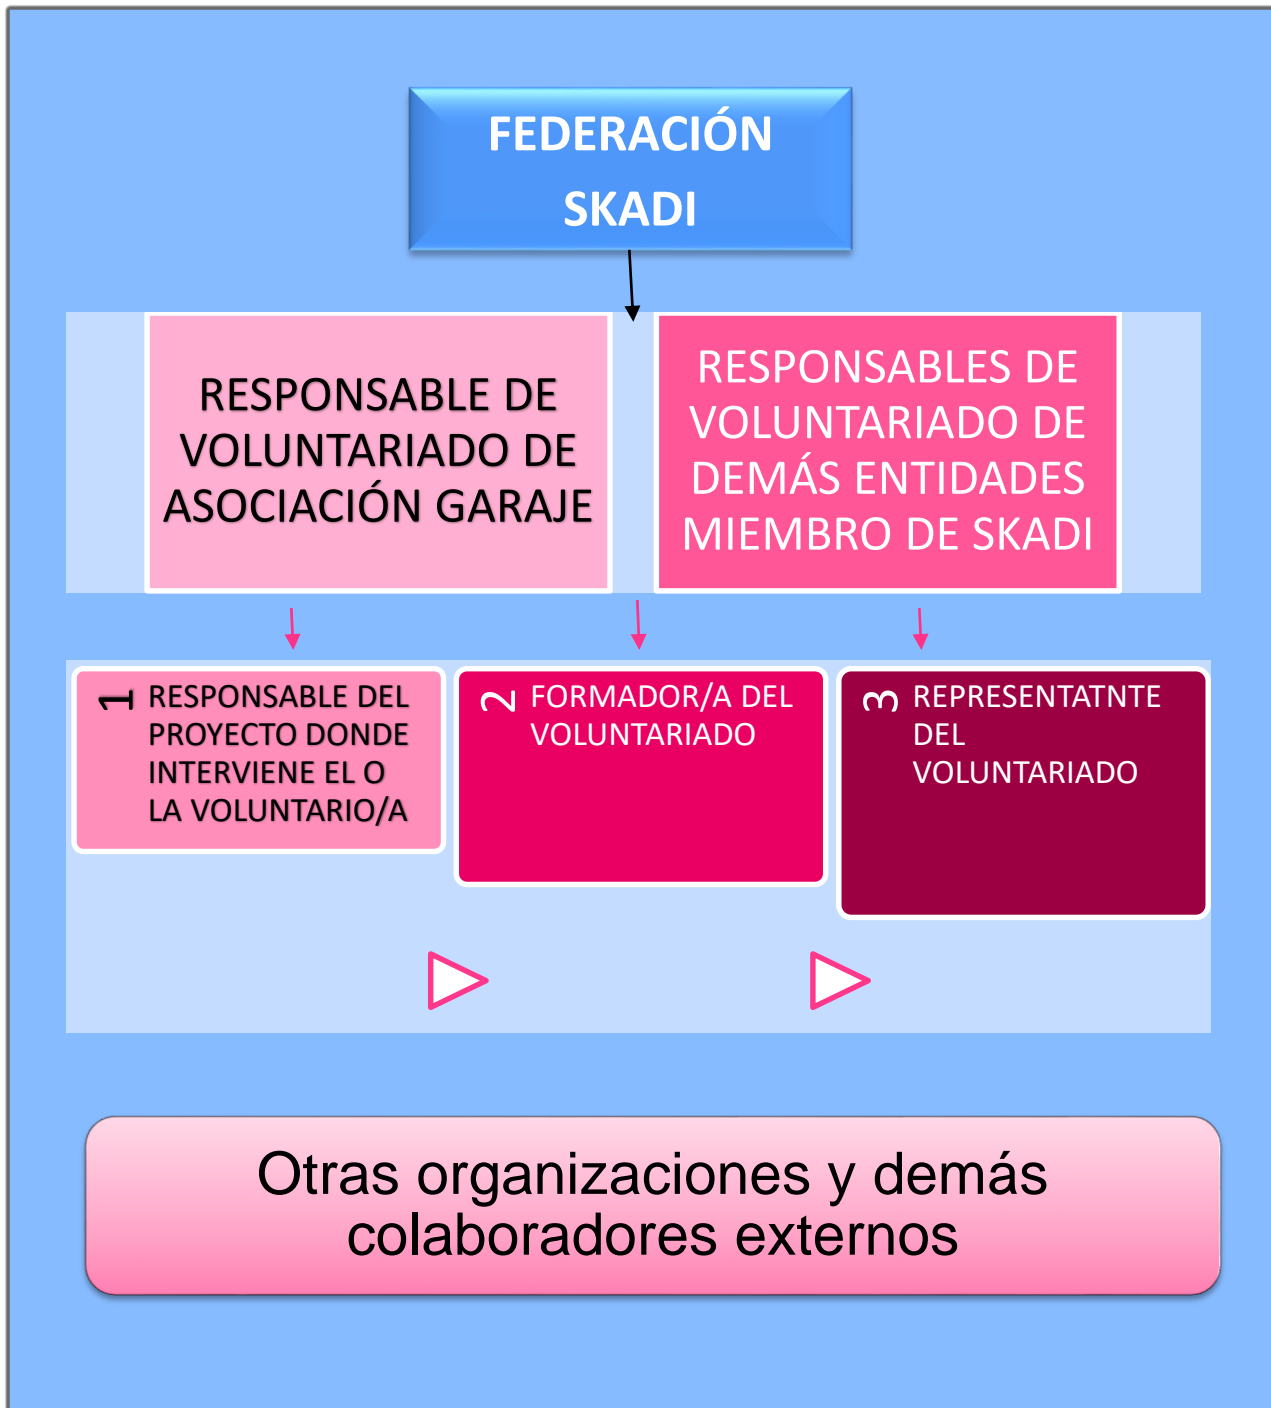 FEDERACIÓN
SKADI
RESPONSABLE DE
VOLUNTARIADO DE
ASOCIACIÓN GARAJE
RESPONSABLES DE
VOLUNTARIADO DE
DEMÁS ENTIDADES
MIEMBRO DE SKADI
1
RESPONSABLE DEL
PROYECTO DONDE
INTERVIENE EL O
LA VOLUNTARIO/A
2
FORMADOR/A DEL
VOLUNTARIADO
3
REPRESENTATNTE
DEL
VOLUNTARIADO
Otras organizaciones y demás
colaboradores externos